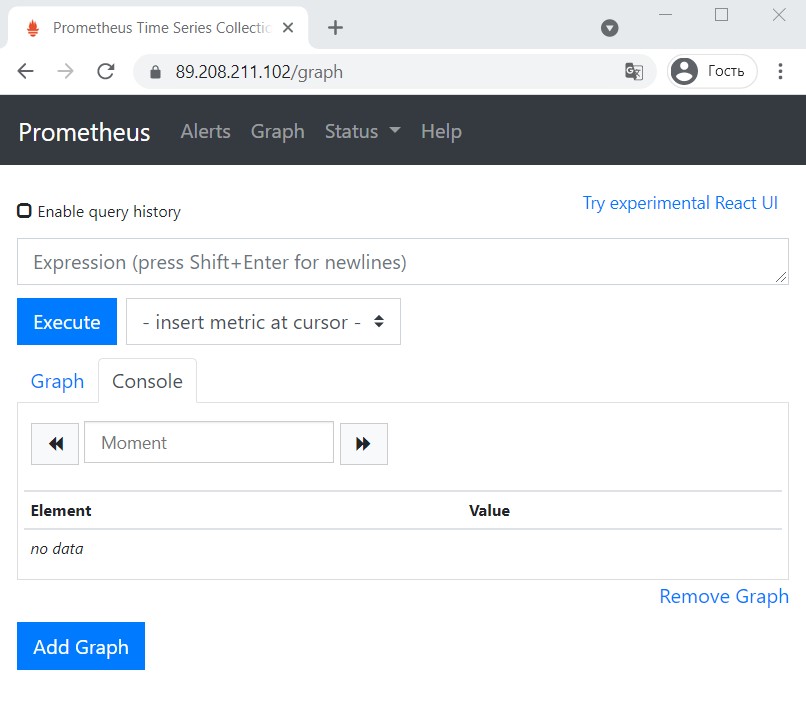 Prometheus Time Series Collectio
89.208.211.102/graph
Гость
Prometheus Alerts Graph Status Help
Enable query history
Try experimental React UI
Expression (press Shift+Enter for newlines)
Execute
- insert metric at cursor -
Graph Console
Moment
Element Value
no data
Remove Graph
Add Graph